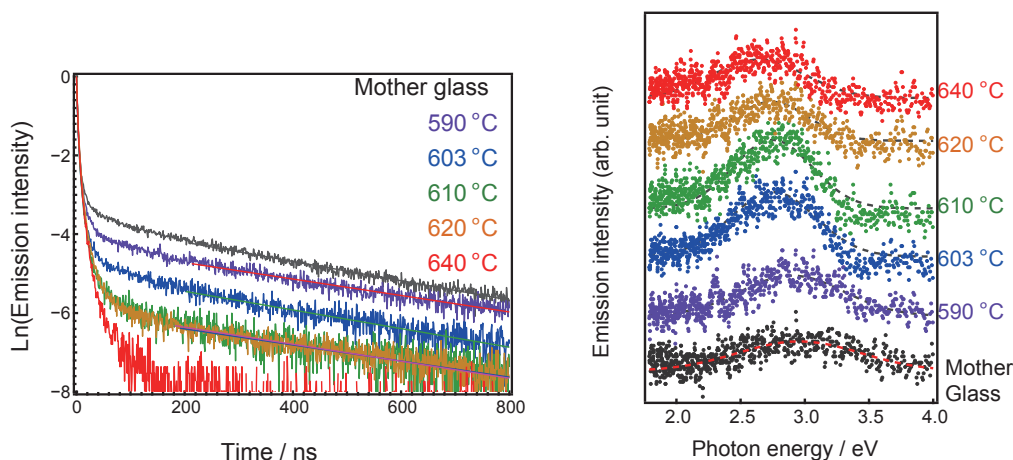 0
−2
−4
−6
−8
Ln(Emission intensity)
Mother glass
590 °C
603 °C
610 °C
620 °C
640 °C
0 200 400 600 800
Time / ns
Emission intensity (arb. unit)
640 °C
620 °C
610 °C
603 °C
590 °C
Mother
Glass
2.0 2.5 3.0 3.5 4.0
Photon energy / eV